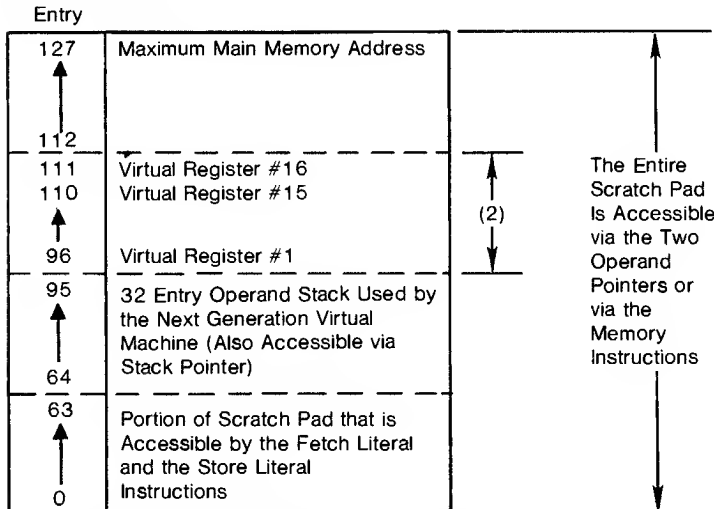 Entry
127 Maximum Main Memory Address
112
111 Virtual Register #16
110 Virtual Register #15
96 Virtual Register #1
(2)
95
32 Entry Operand Stack Used by
the Next Generation Virtual
Machine (Also Accessible via
Stack Pointer)
64
63
Portion of Scratch Pad that is
Accessible by the Fetch Literal
and the Store Literal
Instructions
0
The Entire
Scratch Pad
Is Accessible
via the Two
Operand
Pointers or
via the
Memory
Instructions